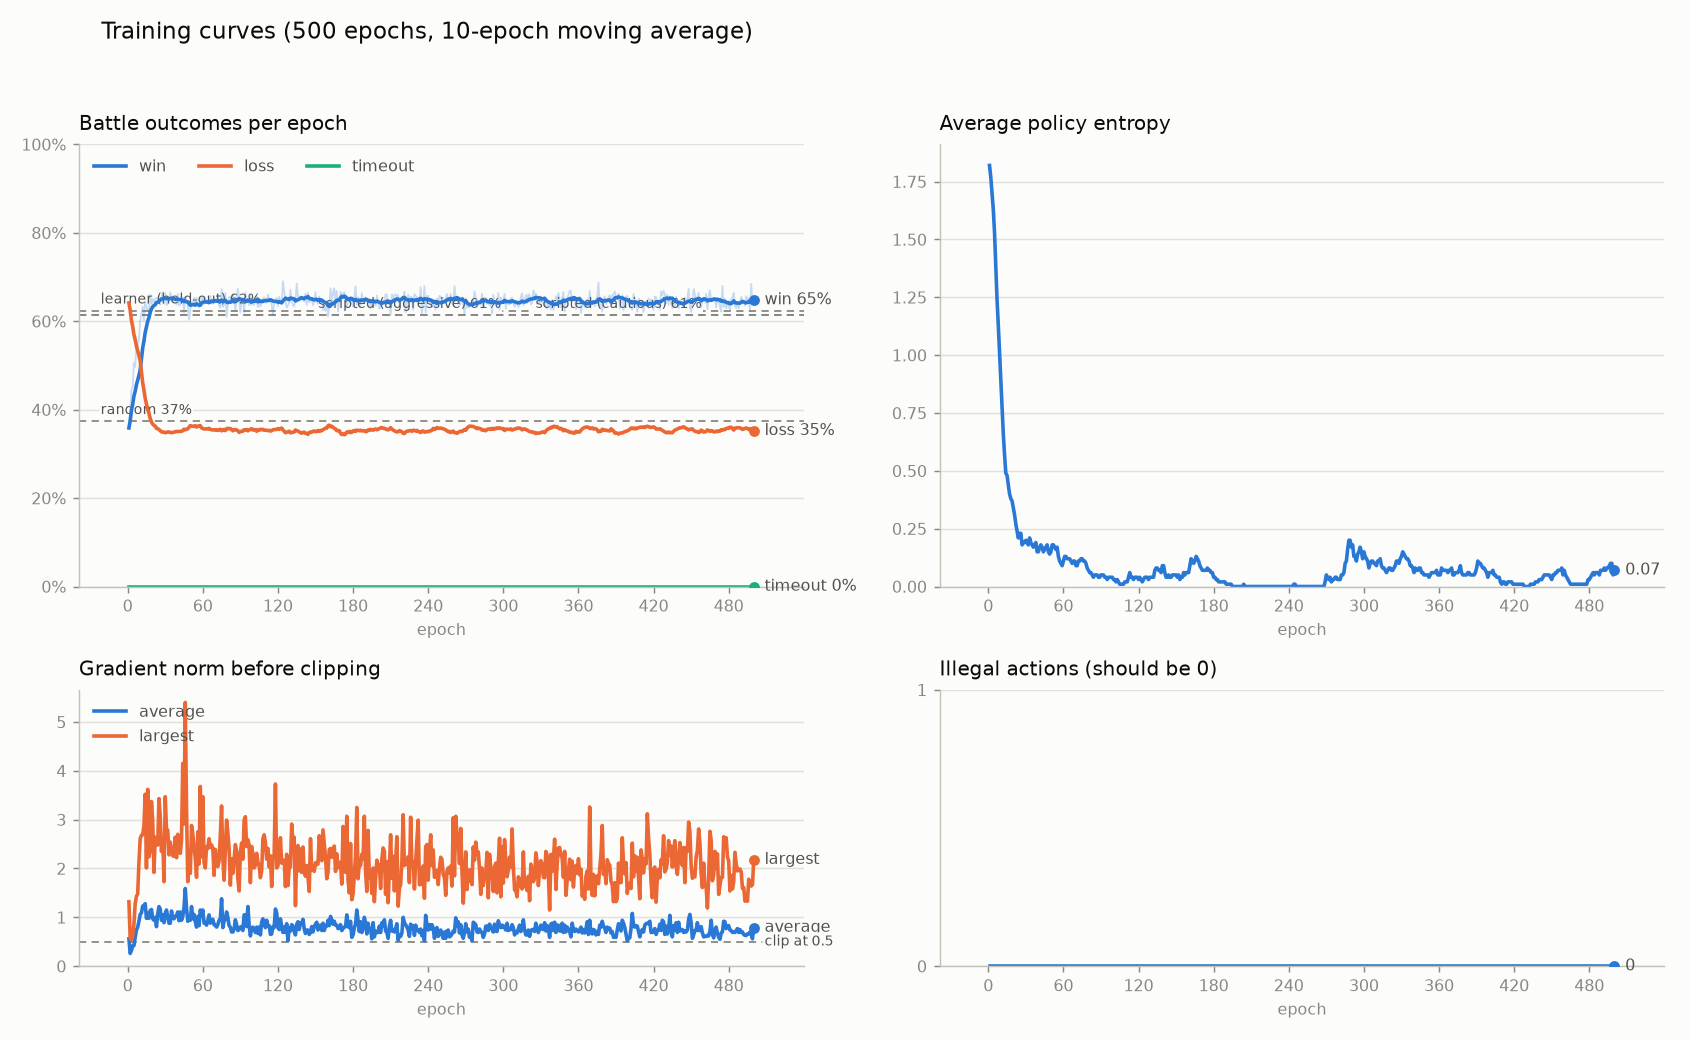 Training curves (500 epochs, 10-epoch moving average)
Battle outcomes per epoch
100%
80%
60%
40%
20%
0%
win
loss
timeout
learner (held-out) 62%
scripted (aggressive) 61%
scripted (cautious) 61%
random 37%
win 65%
loss 35%
timeout 0%
0 60 120 180 240 300 360 420 480
epoch
Average policy entropy
1.75
1.50
1.25
1.00
0.75
0.50
0.25
0.00
0.07
0 60 120 180 240 300 360 420 480
epoch
Gradient norm before clipping
5
4
3
2
1
0
average
largest
largest
average
clip at 0.5
0 60 120 180 240 300 360 420 480
epoch
Illegal actions (should be 0)
1
0
0
0 60 120 180 240 300 360 420 480
epoch